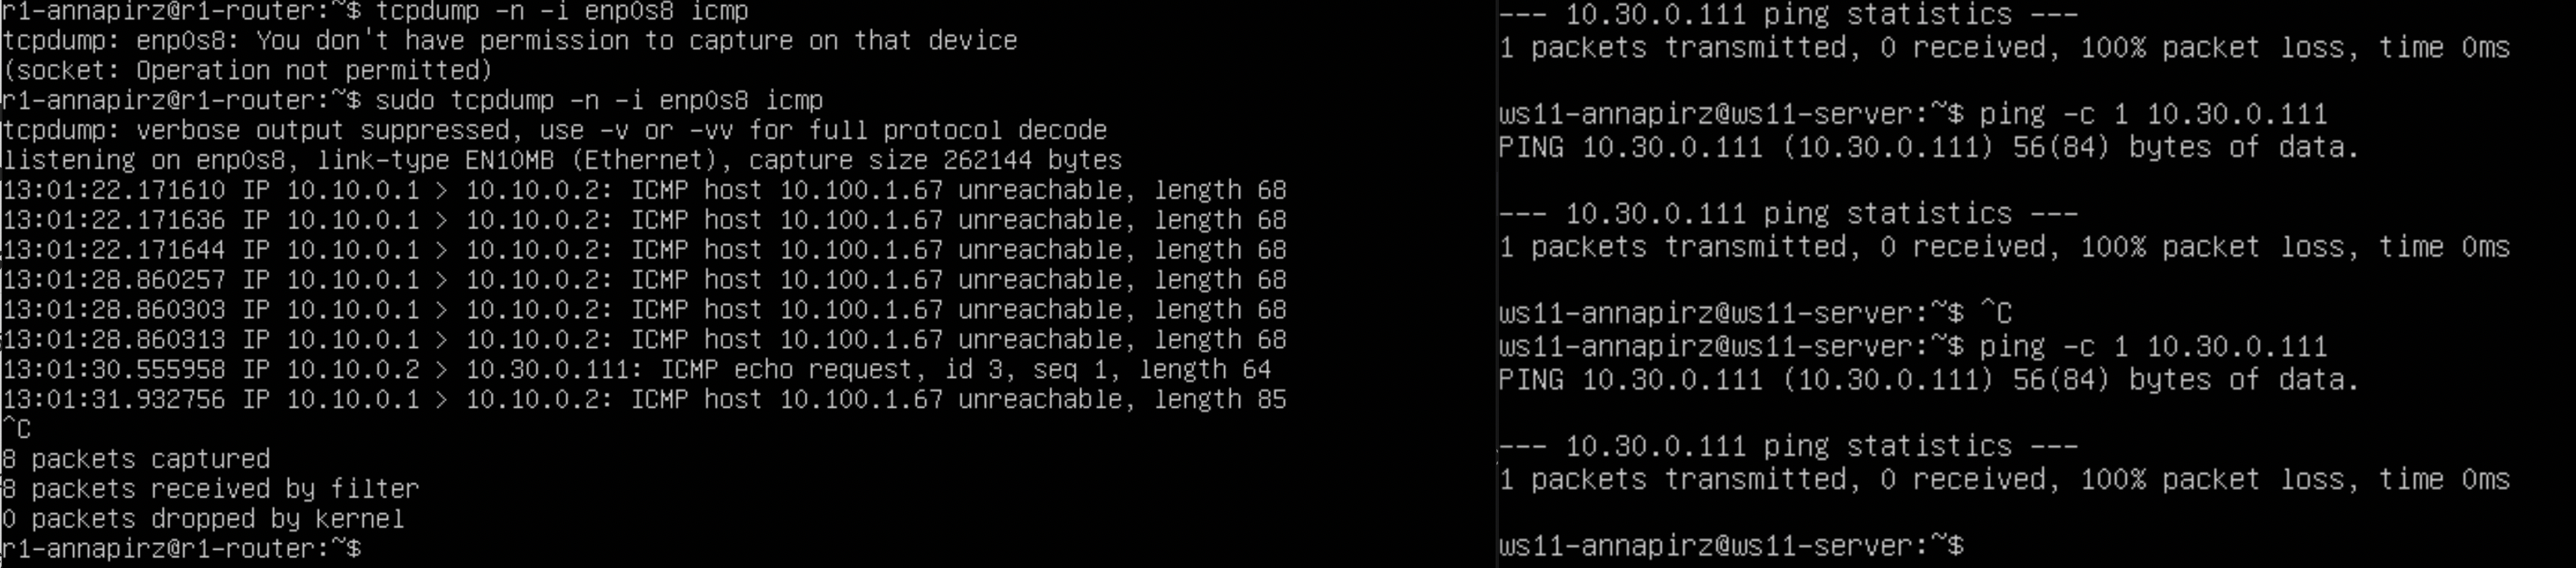 r1-annapirz@r1-router:~$ tcpdump -n -i enp0s8 icmp
tcpdump: enp0s8: You don't have permission to capture on that device
(socket: Operation not permitted)
r1-annapirz@r1-router:~$ sudo tcpdump -n -i enp0s8 icmp
tcpdump: verbose output suppressed, use -v or -vv for full protocol decode
listening on enp0s8, link-type EN10MB (Ethernet), capture size 262144 bytes
13:01:22.171610 IP 10.10.0.1 > 10.10.0.2: ICMP host 10.100.1.67 unreachable, length 68
13:01:22.171636 IP 10.10.0.1 > 10.10.0.2: ICMP host 10.100.1.67 unreachable, length 68
13:01:22.171644 IP 10.10.0.1 > 10.10.0.2: ICMP host 10.100.1.67 unreachable, length 68
13:01:28.860257 IP 10.10.0.1 > 10.10.0.2: ICMP host 10.100.1.67 unreachable, length 68
13:01:28.860303 IP 10.10.0.1 > 10.10.0.2: ICMP host 10.100.1.67 unreachable, length 68
13:01:28.860313 IP 10.10.0.1 > 10.10.0.2: ICMP host 10.100.1.67 unreachable, length 68
13:01:30.555958 IP 10.10.0.2 > 10.30.0.111: ICMP echo request, id 3, seq 1, length 64
13:01:31.932756 IP 10.10.0.1 > 10.10.0.2: ICMP host 10.100.1.67 unreachable, length 85
^C
8 packets captured
8 packets received by filter
0 packets dropped by kernel
r1-annapirz@r1-router:~$
--- 10.30.0.111 ping statistics ---
1 packets transmitted, 0 received, 100% packet loss, time 0ms
ws11-annapirz@ws11-server:~$ ping -c 1 10.30.0.111
PING 10.30.0.111 (10.30.0.111) 56(84) bytes of data.
--- 10.30.0.111 ping statistics ---
1 packets transmitted, 0 received, 100% packet loss, time 0ms
ws11-annapirz@ws11-server:~$ ^C
ws11-annapirz@ws11-server:~$ ping -c 1 10.30.0.111
PING 10.30.0.111 (10.30.0.111) 56(84) bytes of data.
--- 10.30.0.111 ping statistics ---
1 packets transmitted, 0 received, 100% packet loss, time 0ms
ws11-annapirz@ws11-server:~$